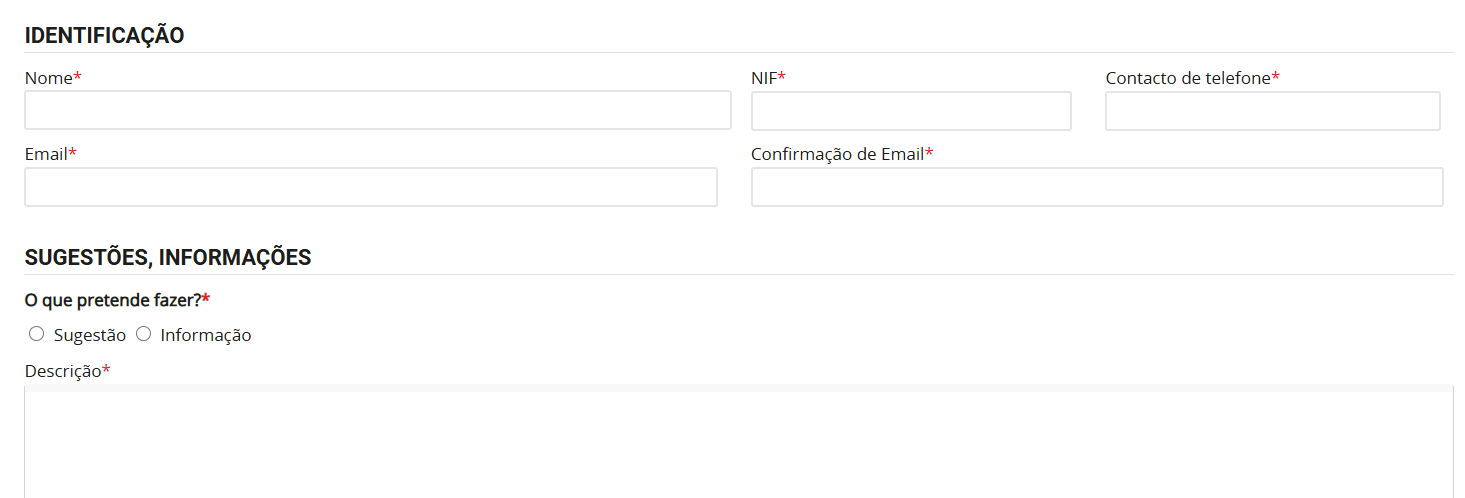 IDENTIFICAÇÃO
Nome* NIF* Contacto de telefone*
Email* Confirmação de Email*
SUGESTÕES, INFORMAÇÕES
O que pretende fazer?*
Sugestão Informação
Descrição*